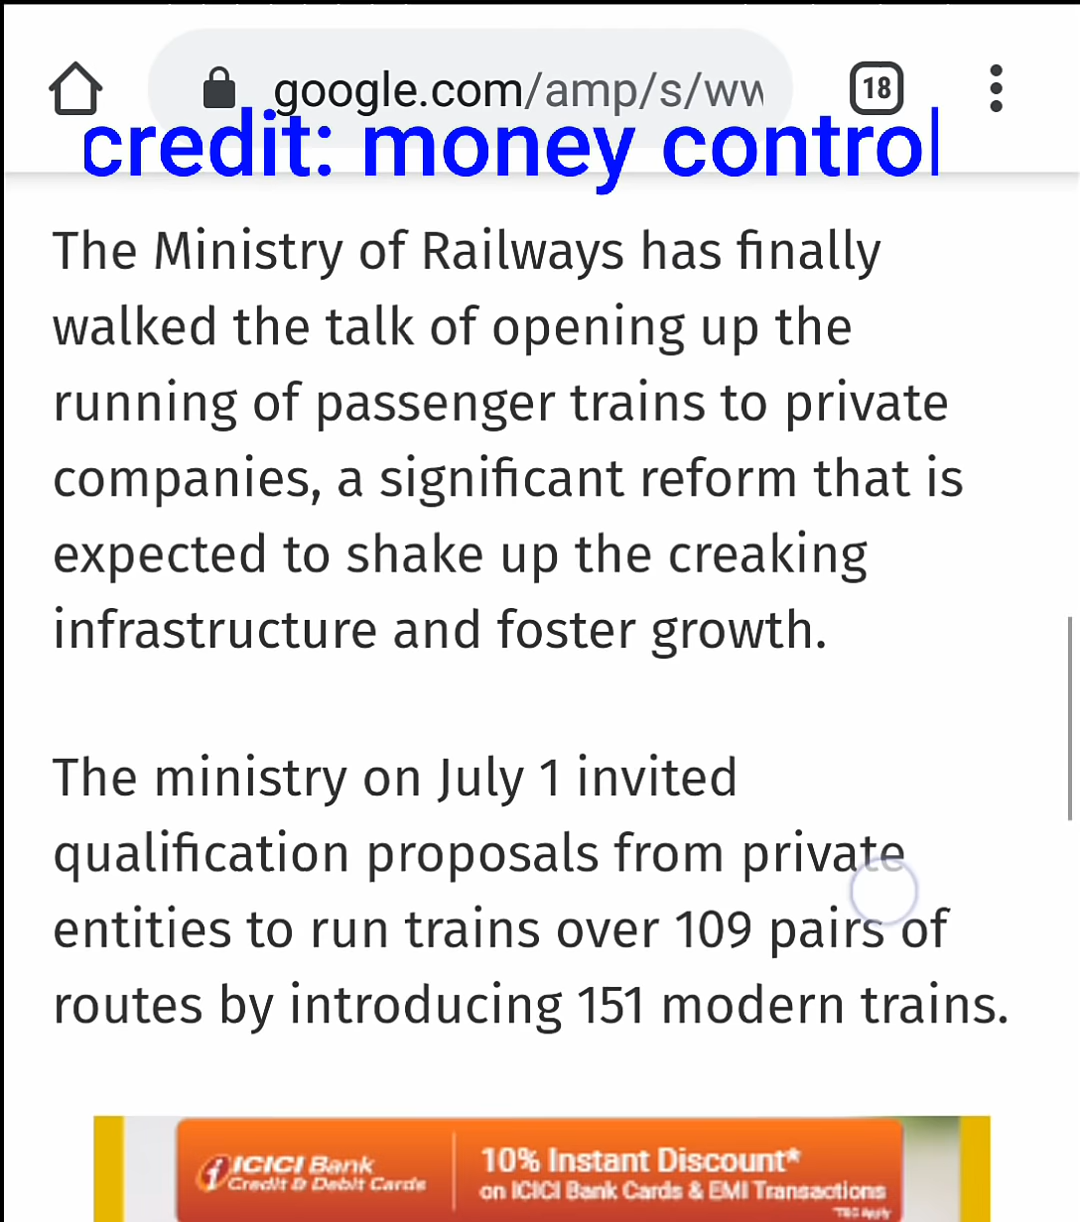 google.com/amp/s/ww
18
credit: money control
The Ministry of Railways has finally
walked the talk of opening up the
running of passenger trains to private
companies, a significant reform that is
expected to shake up the creaking
infrastructure and foster growth.
The ministry on July 1 invited
qualification proposals from private
entities to run trains over 109 pairs of
routes by introducing 151 modern trains.
ICICI Bank
Credit & Debit Cards
10% Instant Discount*
on ICICI Bank Cards & EMI Transactions